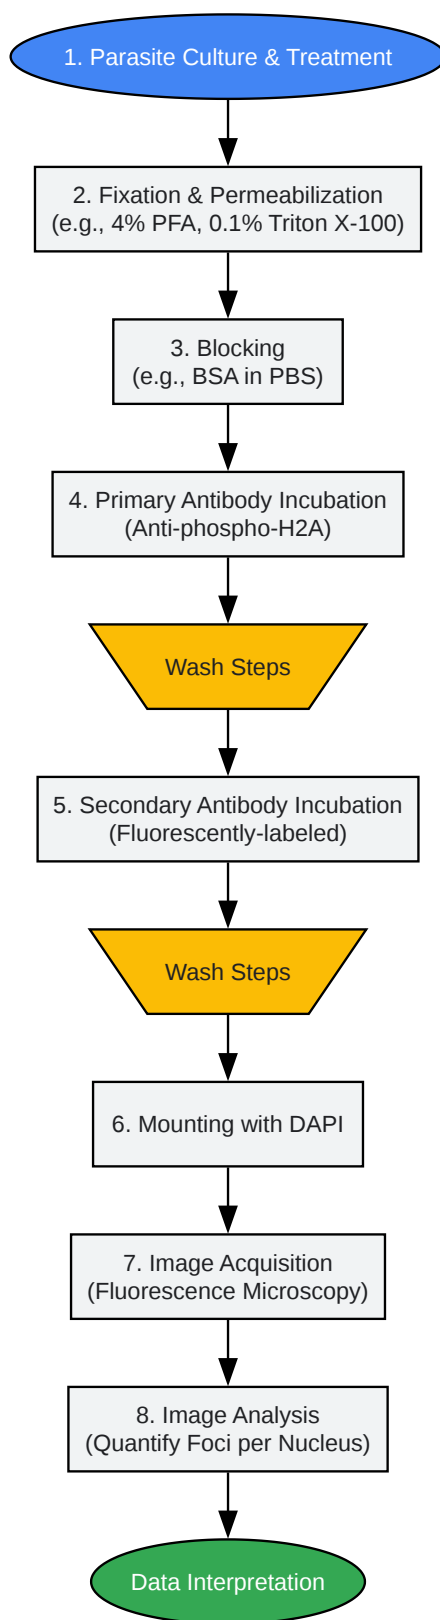 1. Parasite Culture & Treatment
2. Fixation & Permeabilization
(e.g., 4% PFA, 0.1% Triton X-100)
3. Blocking
(e.g., BSA in PBS)
4. Primary Antibody Incubation
(Anti-phospho-H2A)
Wash Steps
5. Secondary Antibody Incubation
(Fluorescently-labeled)
Wash Steps
6. Mounting with DAPI
7. Image Acquisition
(Fluorescence Microscopy)
8. Image Analysis
(Quantify Foci per Nucleus)
Data Interpretation